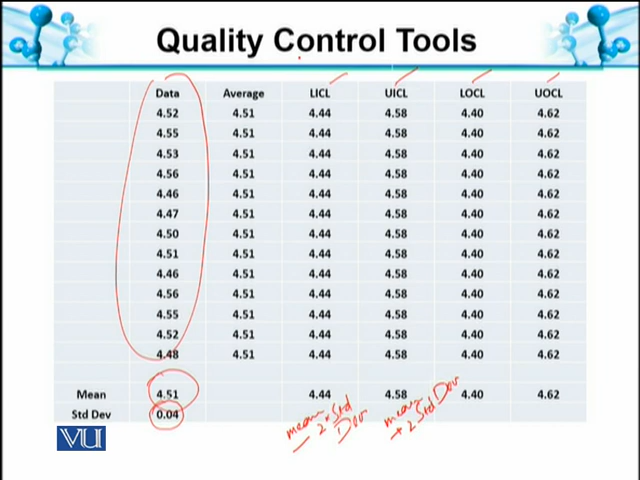 Quality Control Tools
Data Average LICL UICL LOCL UOCL
4.52 4.51 4.44 4.58 4.40 4.62
4.55 4.51 4.44 4.58 4.40 4.62
4.53 4.51 4.44 4.58 4.40 4.62
4.56 4.51 4.44 4.58 4.40 4.62
4.46 4.51 4.44 4.58 4.40 4.62
4.47 4.51 4.44 4.58 4.40 4.62
4.50 4.51 4.44 4.58 4.40 4.62
4.51 4.51 4.44 4.58 4.40 4.62
4.46 4.51 4.44 4.58 4.40 4.62
4.56 4.51 4.44 4.58 4.40 4.62
4.55 4.51 4.44 4.58 4.40 4.62
4.52 4.51 4.44 4.58 4.40 4.62
4.48 4.51 4.44 4.58 4.40 4.62
Mean 4.51 4.44 4.58 4.40 4.62
Std Dev 0.04
mean
- 2 * Std
Dev
mean
+ 2 Std Dev
VU